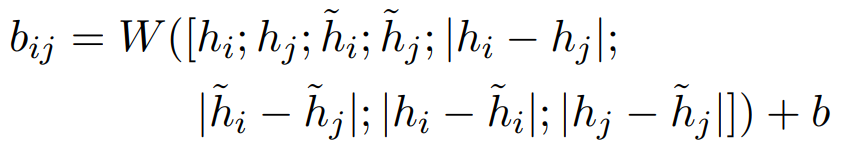 b_{ij} = W([h_i; h_j; \tilde{h}_i; \tilde{h}_j; |h_i − h_j|;
|\tilde{h}_i − \tilde{h}_j|; |h_i − \tilde{h}_i|; |h_j − \tilde{h}_j|]) + b